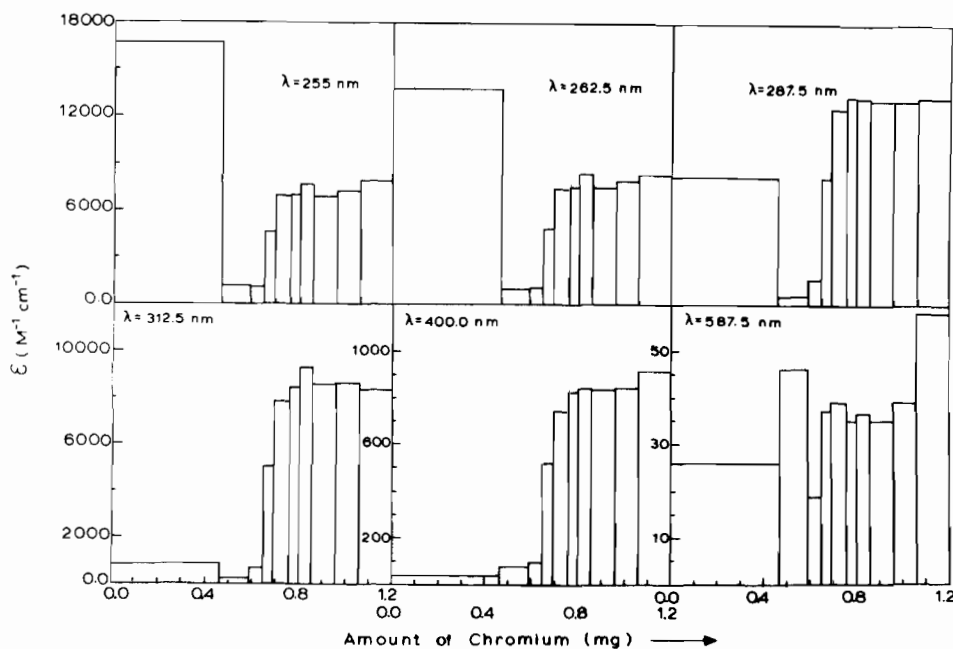 18000
12000
6000
0.0
λ=255 nm
λ=262.5 nm
λ=287.5 nm
ε (M⁻¹ cm⁻¹)
10000
6000
2000
0.0
λ=312.5 nm
1000
600
200
λ=400.0 nm
50
30
10
λ=587.5 nm
0.0 0.4 0.8 1.2
0.0 0.4 0.8 1.2
0.0 0.4 0.8 1.2
Amount of Chromium (mg) →